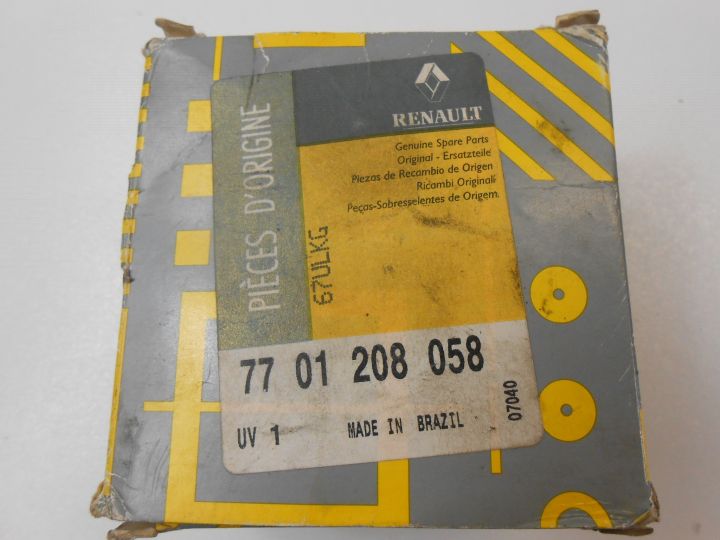 RENAULT
Genuine Spare Parts
Original - Ersatzteile
Piezas de Recambio de Origen
Ricambi Originali
Peças-Sobresselentes de Origem.
PIÈCES D'ORIGINE
67ULKG
77 01 208 058
UV 1 MADE IN BRAZIL
07040